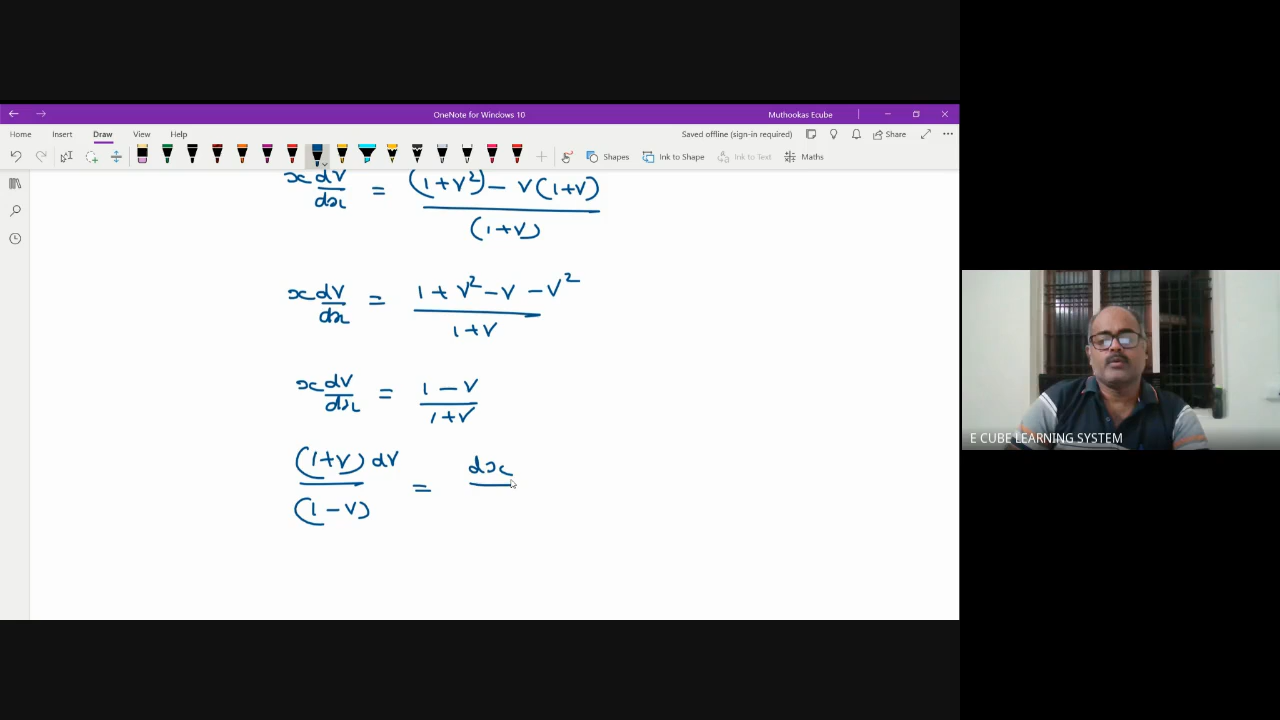 OneNote for Windows 10
Muthookas Ecube
Home Insert Draw View Help
Saved offline (sign-in required) Share
Shapes Ink to Shape Ink to Text Maths
x dv/dx = ((1+v²) - v(1+v))/(1+v)
x dv/dx = (1+v²-v-v²)/(1+v)
x dv/dx = (1-v)/(1+v)
(1+v)/(1-v) dv = dx
E CUBE LEARNING SYSTEM